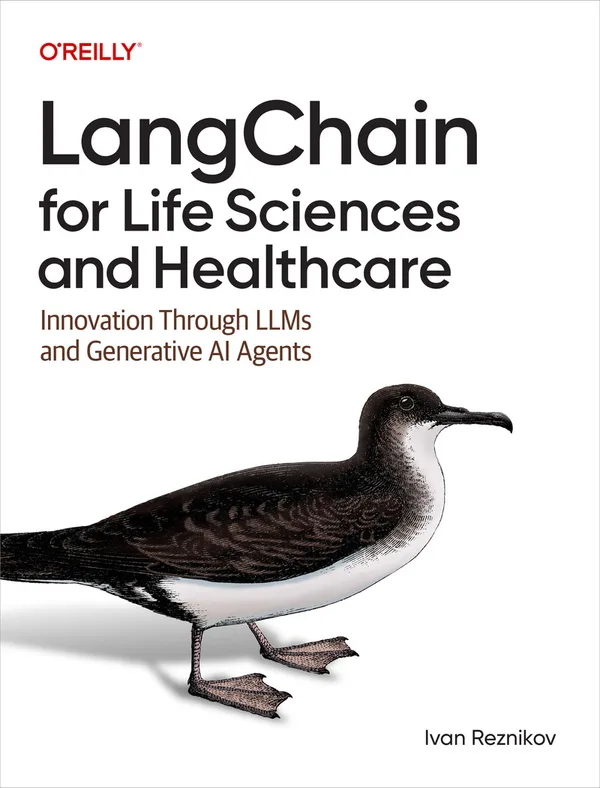 O'REILLY®
LangChain
for Life Sciences
and Healthcare
Innovation Through LLMs
and Generative AI Agents
Ivan Reznikov